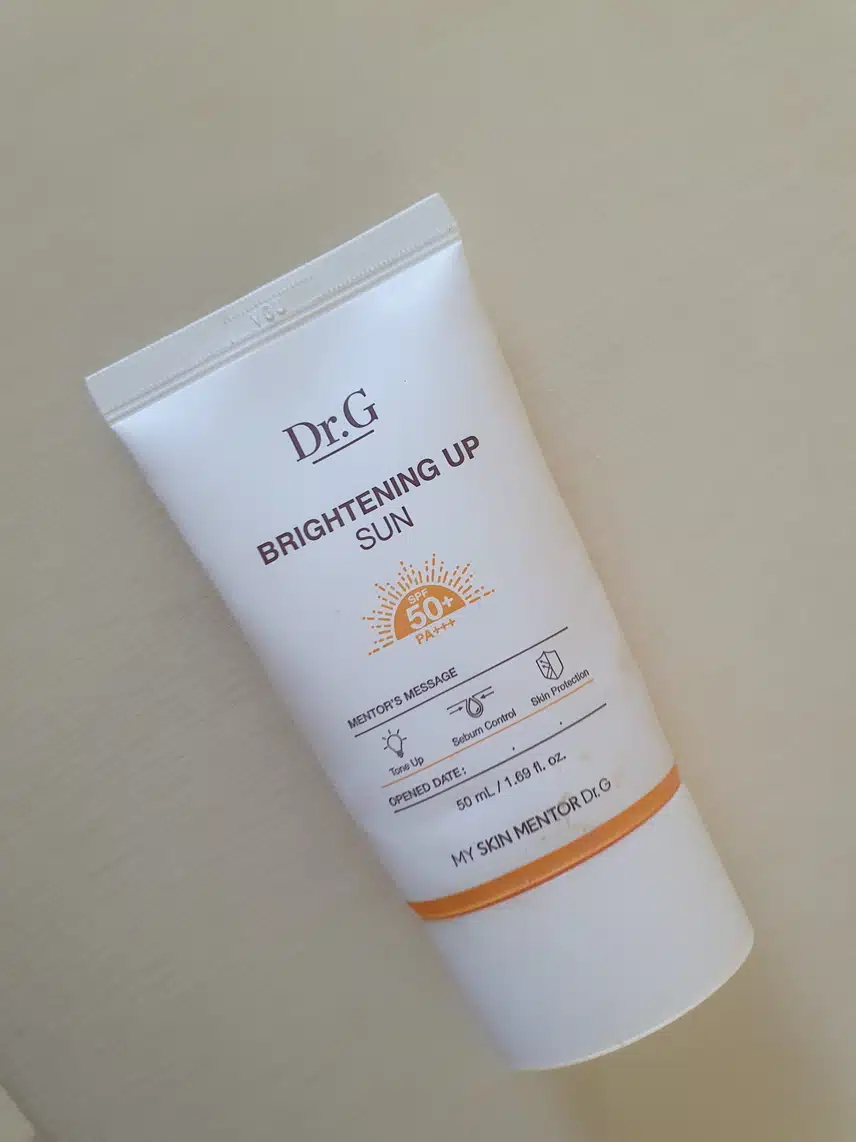 Dr.G
BRIGHTENING UP
SUN
SPF
50+
PA+++
MENTOR'S MESSAGE
Tone Up
Sebum Control
Skin Protection
OPENED DATE: . .
50 mL / 1.69 fl. oz.
MY SKIN MENTOR Dr.G